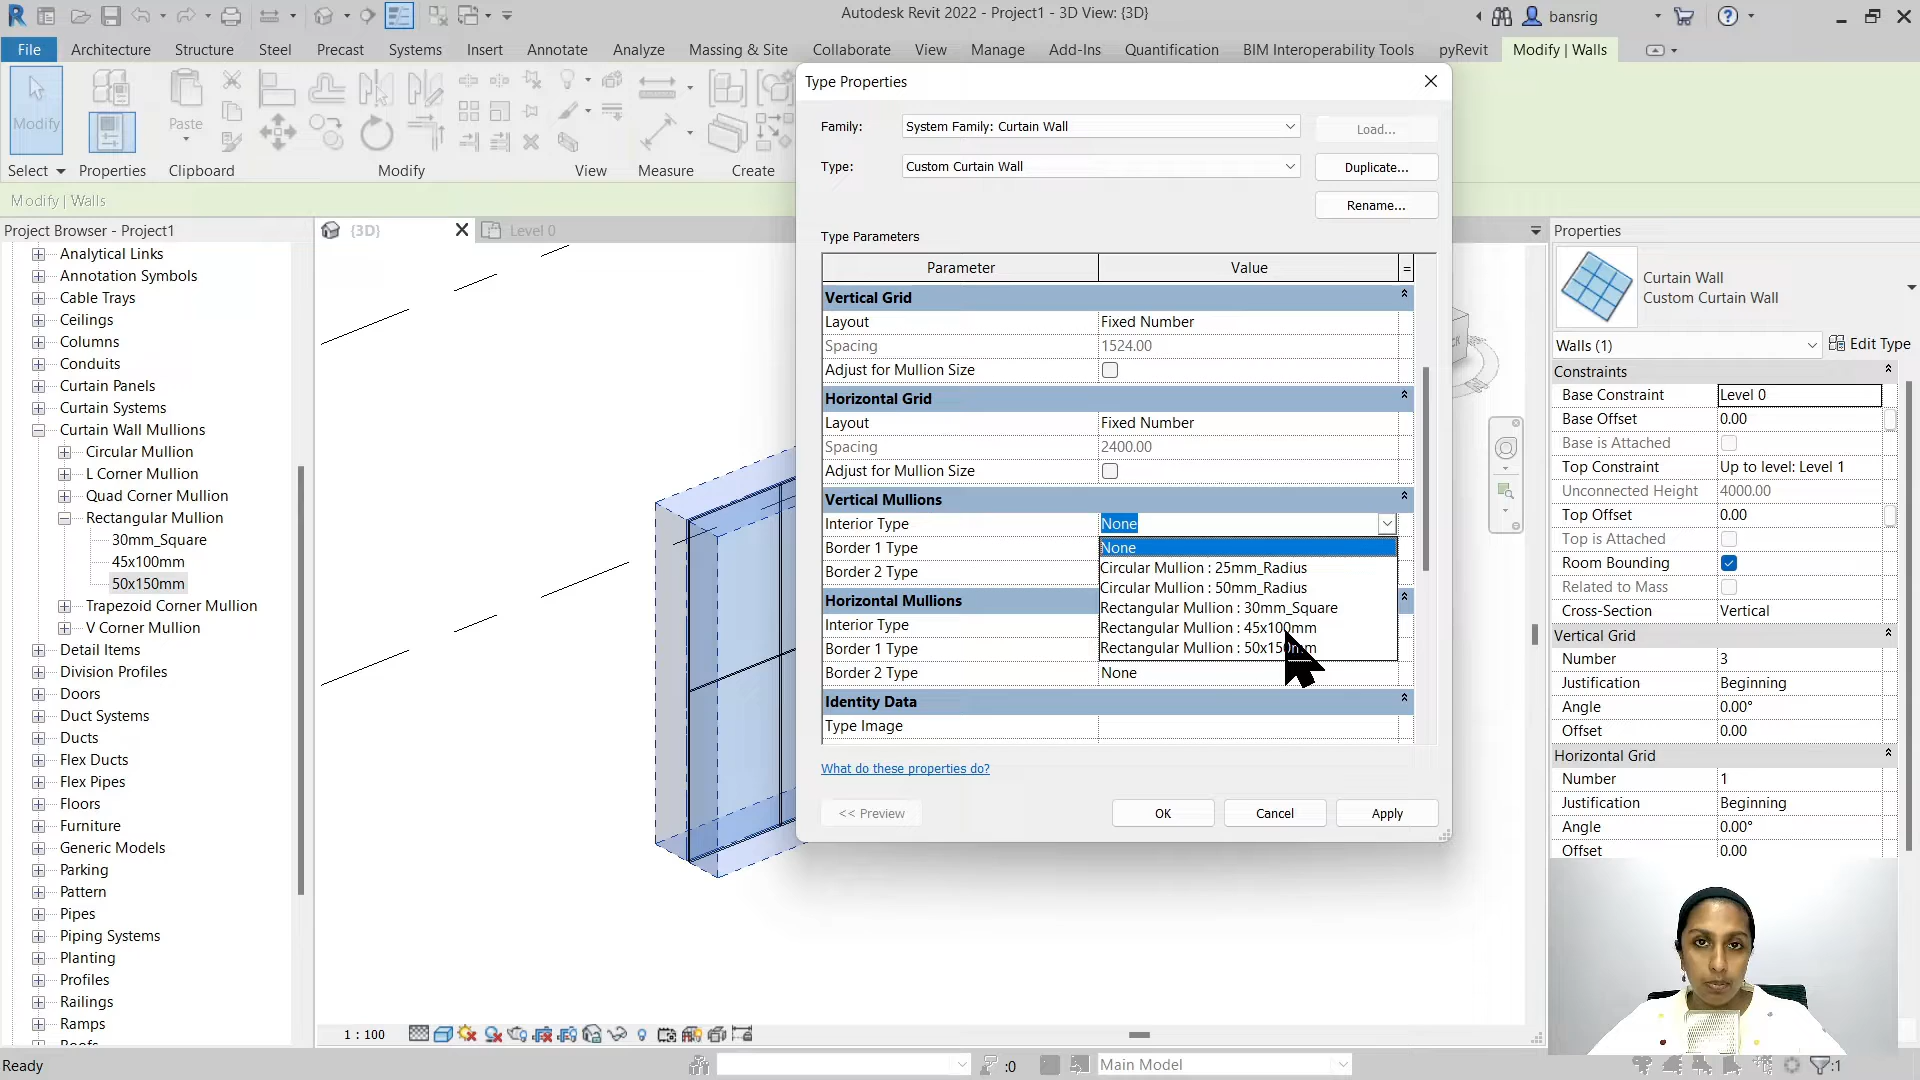 Autodesk Revit 2022 - Project1 - 3D View: {3D}
bansrig
File Architecture Structure Steel Precast Systems Insert Annotate Analyze Massing & Site Collaborate View Manage Add-Ins Quantification BIM Interoperability Tools pyRevit Modify | Walls
Modify
Paste
Select Properties Clipboard Modify View Measure Create
Modify | Walls
Project Browser - Project1
Analytical Links
Annotation Symbols
Cable Trays
Ceilings
Columns
Conduits
Curtain Panels
Curtain Systems
Curtain Wall Mullions
Circular Mullion
L Corner Mullion
Quad Corner Mullion
Rectangular Mullion
30mm_Square
45x100mm
50x150mm
Trapezoid Corner Mullion
V Corner Mullion
Detail Items
Division Profiles
Doors
Duct Systems
Ducts
Flex Ducts
Flex Pipes
Floors
Furniture
Generic Models
Parking
Pattern
Pipes
Piping Systems
Planting
Profiles
Railings
Ramps
{3D}
Level 0
Type Properties
Family: System Family: Curtain Wall Load...
Type: Custom Curtain Wall Duplicate...
Rename...
Type Parameters
Parameter Value =
Vertical Grid
Layout Fixed Number
Spacing 1524.00
Adjust for Mullion Size
Horizontal Grid
Layout Fixed Number
Spacing 2400.00
Adjust for Mullion Size
Vertical Mullions
Interior Type None
Border 1 Type
Border 2 Type
Horizontal Mullions
Interior Type
Border 1 Type
Border 2 Type None
Identity Data
Type Image
None
Circular Mullion : 25mm_Radius
Circular Mullion : 50mm_Radius
Rectangular Mullion : 30mm_Square
Rectangular Mullion : 45x100mm
Rectangular Mullion : 50x150mm
What do these properties do?
<< Preview OK Cancel Apply
Properties
Curtain Wall
Custom Curtain Wall
Walls (1) Edit Type
Constraints
Base Constraint Level 0
Base Offset 0.00
Base is Attached
Top Constraint Up to level: Level 1
Unconnected Height 4000.00
Top Offset 0.00
Top is Attached
Room Bounding
Related to Mass
Cross-Section Vertical
Vertical Grid
Number 3
Justification Beginning
Angle 0.00°
Offset 0.00
Horizontal Grid
Number 1
Justification Beginning
Angle 0.00°
Offset 0.00
1 : 100
Ready
:0
Main Model
:1